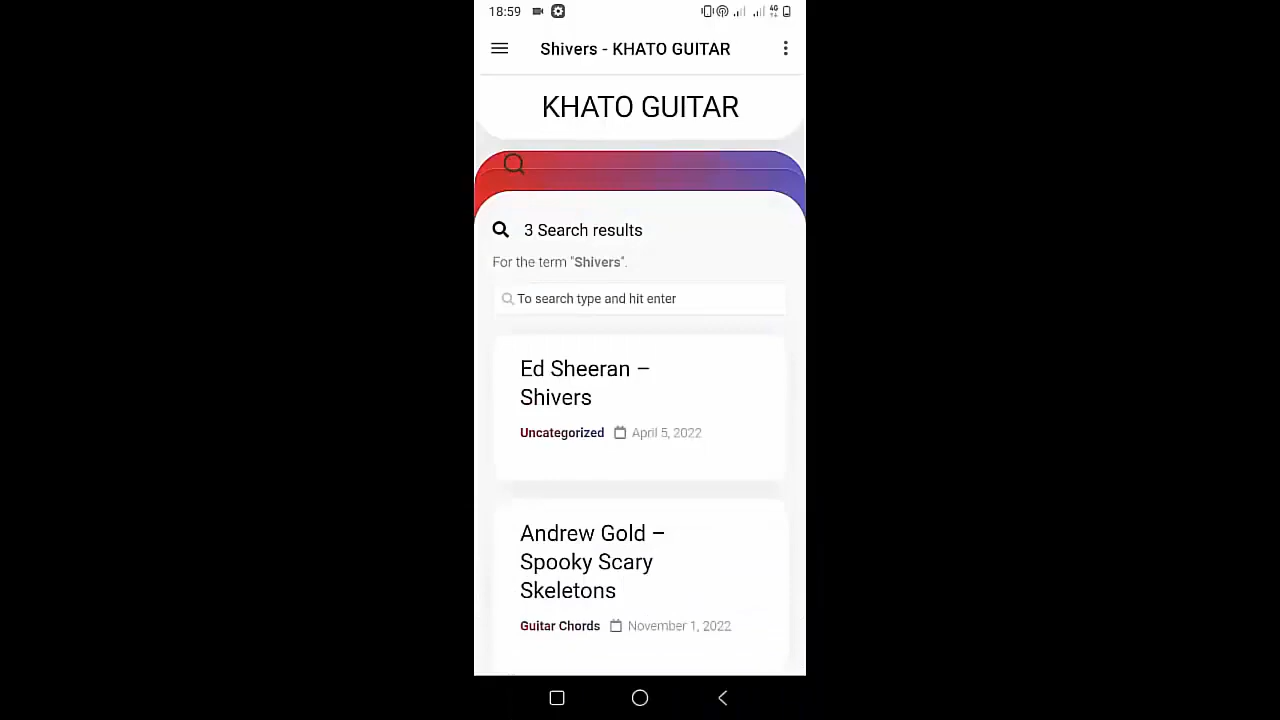 18:59 4G
Shivers - KHATO GUITAR
KHATO GUITAR
3 Search results
For the term "Shivers".
To search type and hit enter
Ed Sheeran –
Shivers
Uncategorized April 5, 2022
Andrew Gold –
Spooky Scary
Skeletons
Guitar Chords November 1, 2022